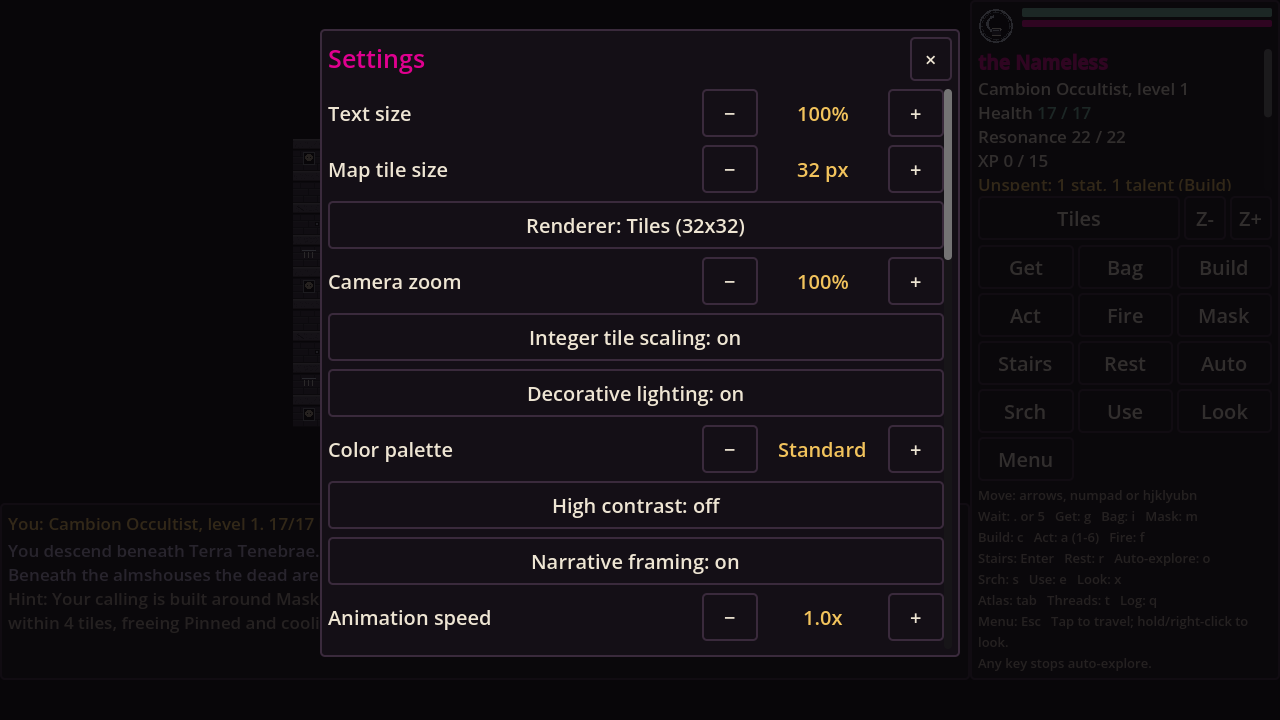 Settings
×
Text size − 100% +
Map tile size − 32 px +
Renderer: Tiles (32x32)
Camera zoom − 100% +
Integer tile scaling: on
Decorative lighting: on
Color palette − Standard +
High contrast: off
Narrative framing: on
Animation speed − 1.0x +
You: Cambion Occultist, level 1. 17/17
You descend beneath Terra Tenebrae.
Beneath the almshouses the dead are
Hint: Your calling is built around Mask
within 4 tiles, freeing Pinned and cooli
the Nameless
Cambion Occultist, level 1
Health 17 / 17
Resonance 22 / 22
XP 0 / 15
Unspent: 1 stat, 1 talent (Build)
Tiles Z- Z+
Get Bag Build
Act Fire Mask
Stairs Rest Auto
Srch Use Look
Menu
Move: arrows, numpad or hjklyubn
Wait: . or 5 Get: g Bag: i Mask: m
Build: c Act: a (1-6) Fire: f
Stairs: Enter Rest: r Auto-explore: o
Srch: s Use: e Look: x
Atlas: tab Threads: t Log: q
Menu: Esc Tap to travel; hold/right-click to
look.
Any key stops auto-explore.